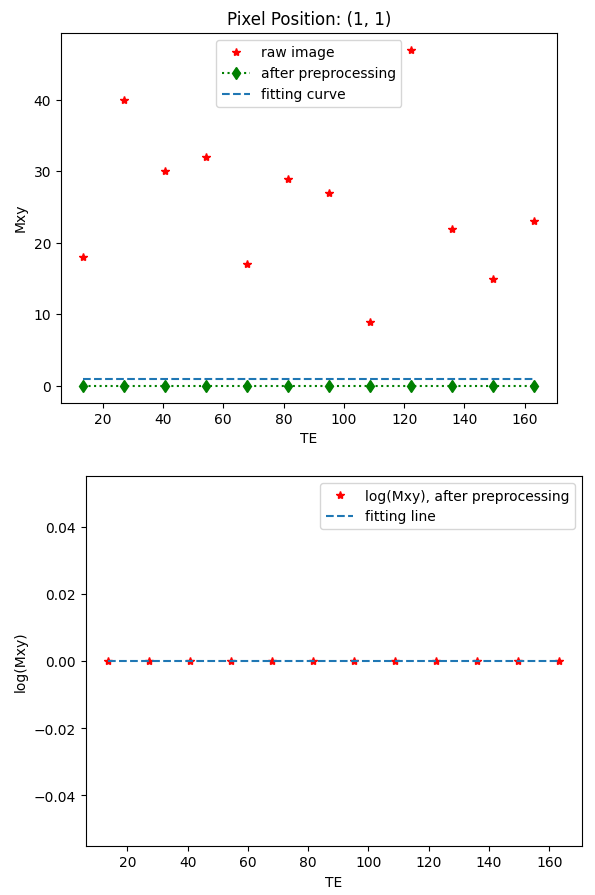 Pixel Position: (1, 1)
raw image
after preprocessing
fitting curve
Mxy
40
30
20
10
0
20 40 60 80 100 120 140 160
TE
log(Mxy), after preprocessing
fitting line
log(Mxy)
0.04
0.02
0.00
−0.02
−0.04
20 40 60 80 100 120 140 160
TE